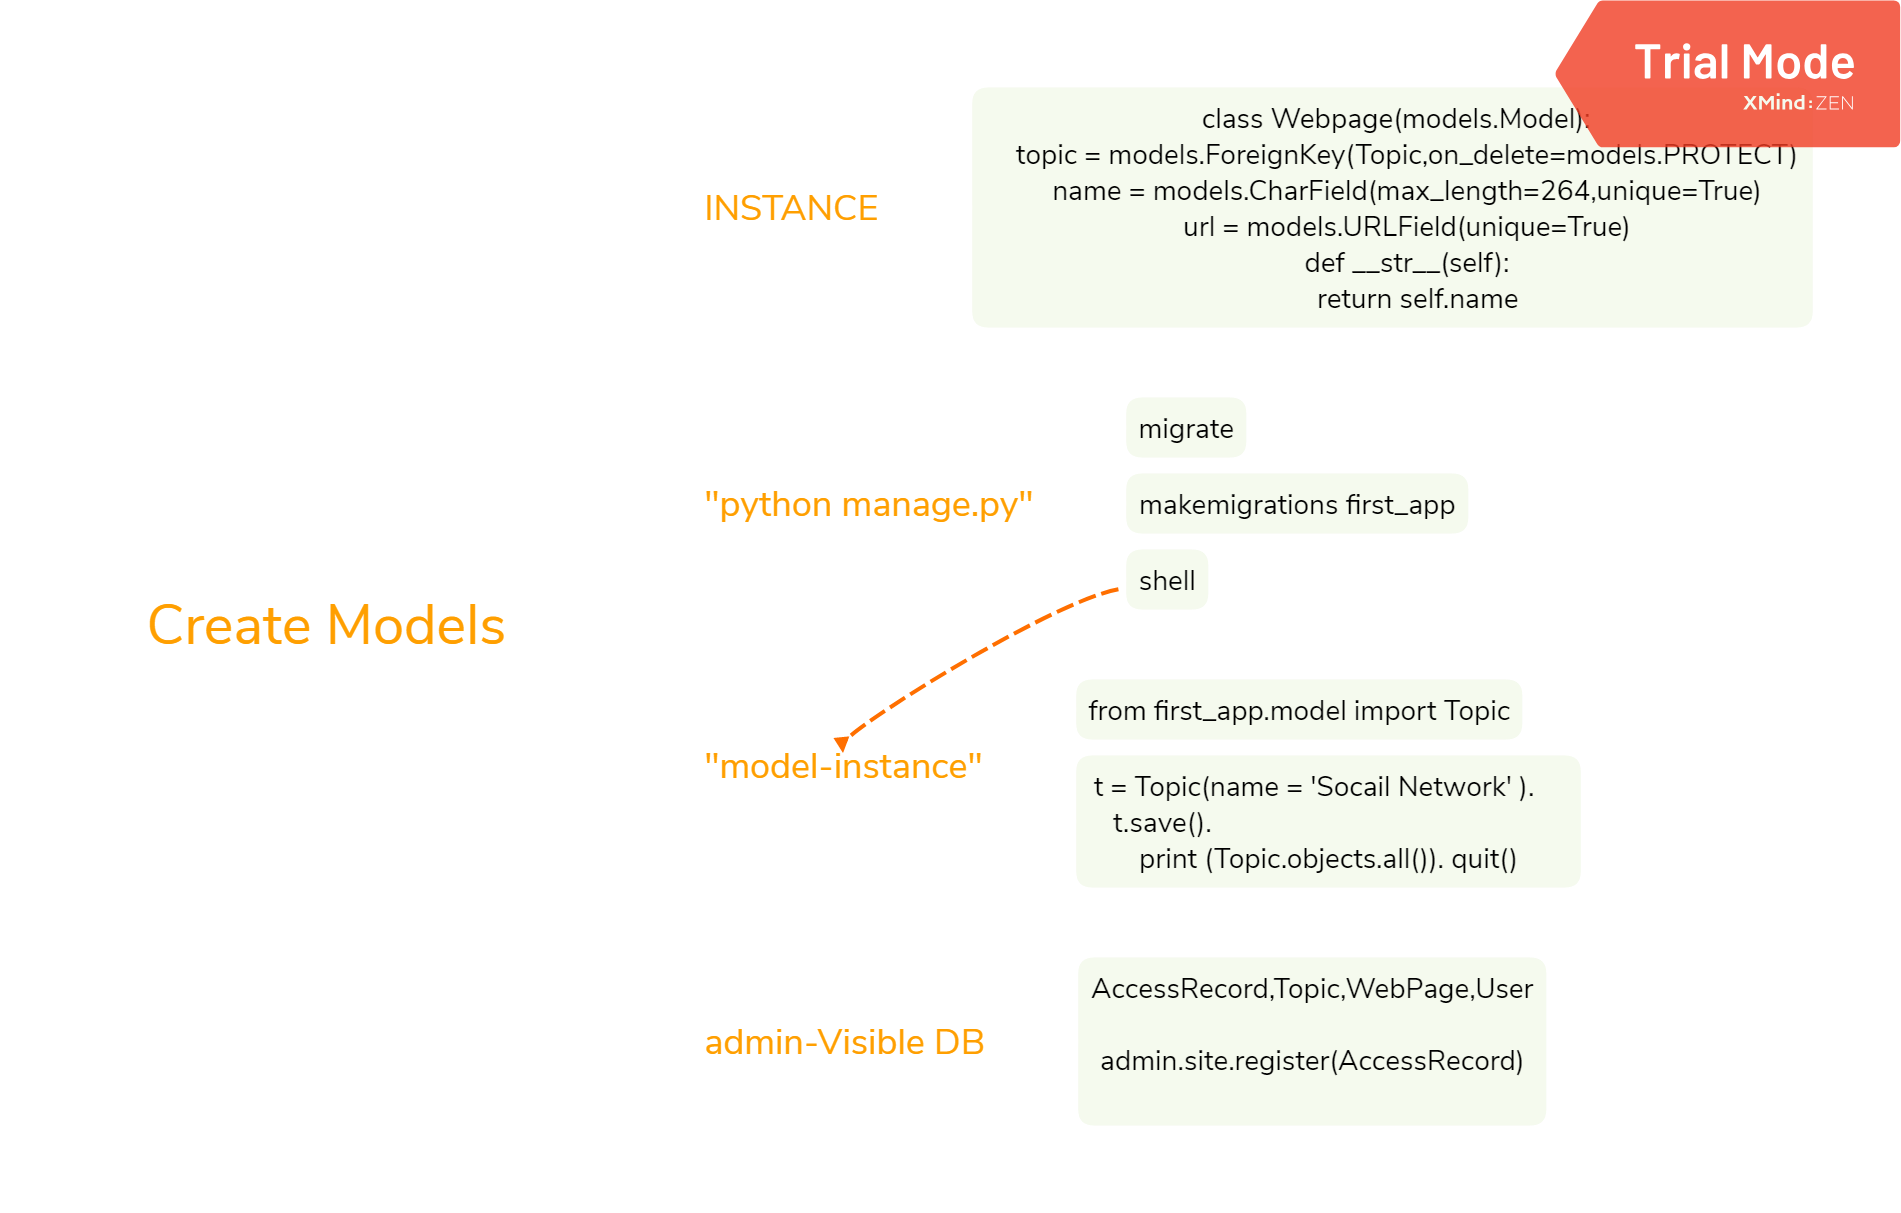 Trial Mode
XMind:ZEN
class Webpage(models.Model):
topic = models.ForeignKey(Topic,on_delete=models.PROTECT)
name = models.CharField(max_length=264,unique=True)
url = models.URLField(unique=True)
def __str__(self):
return self.name
INSTANCE
migrate
"python manage.py"
makemigrations first_app
shell
Create Models
from first_app.model import Topic
"model-instance"
t = Topic(name = 'Socail Network' ).
t.save().
print (Topic.objects.all()). quit()
AccessRecord,Topic,WebPage,User
admin-Visible DB
admin.site.register(AccessRecord)